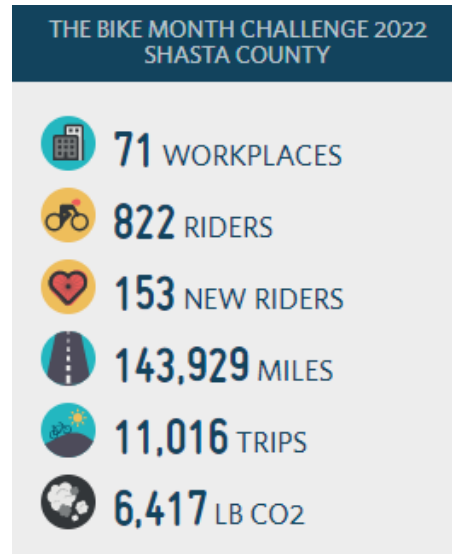 THE BIKE MONTH CHALLENGE 2022
SHASTA COUNTY
71 WORKPLACES
822 RIDERS
153 NEW RIDERS
143,929 MILES
11,016 TRIPS
6,417 LB CO2